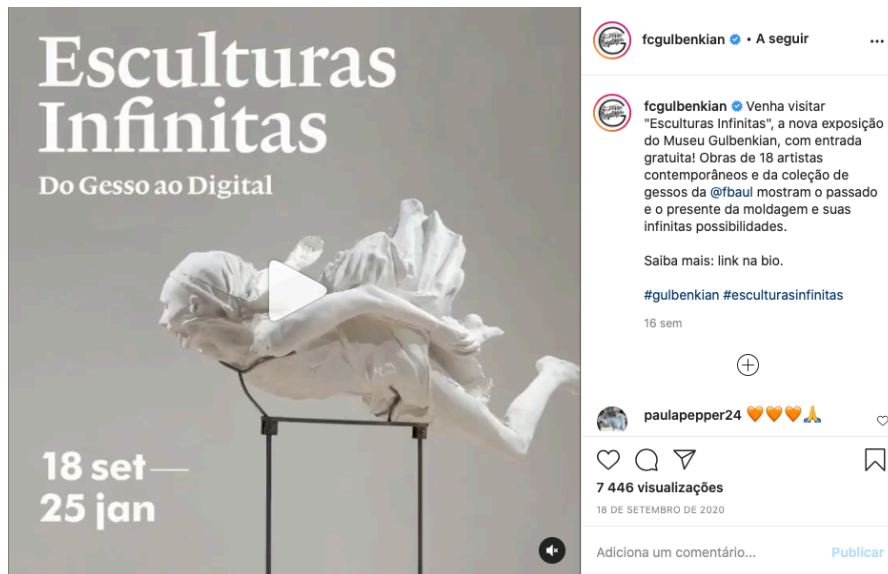 Esculturas
Infinitas
Do Gesso ao Digital
18 set—
25 jan
fcgulbenkian • A seguir
fcgulbenkian Venha visitar
"Esculturas Infinitas", a nova exposição
do Museu Gulbenkian, com entrada
gratuita! Obras de 18 artistas
contemporâneos e da coleção de
gessos da @fbaul mostram o passado
e o presente da moldagem e suas
infinitas possibilidades.
Saiba mais: link na bio.
#gulbenkian #esculturasinfinitas
16 sem
paulapepper24 🧡🧡🧡🙏
7 446 visualizações
18 DE SETEMBRO DE 2020
Adiciona um comentário... Publicar